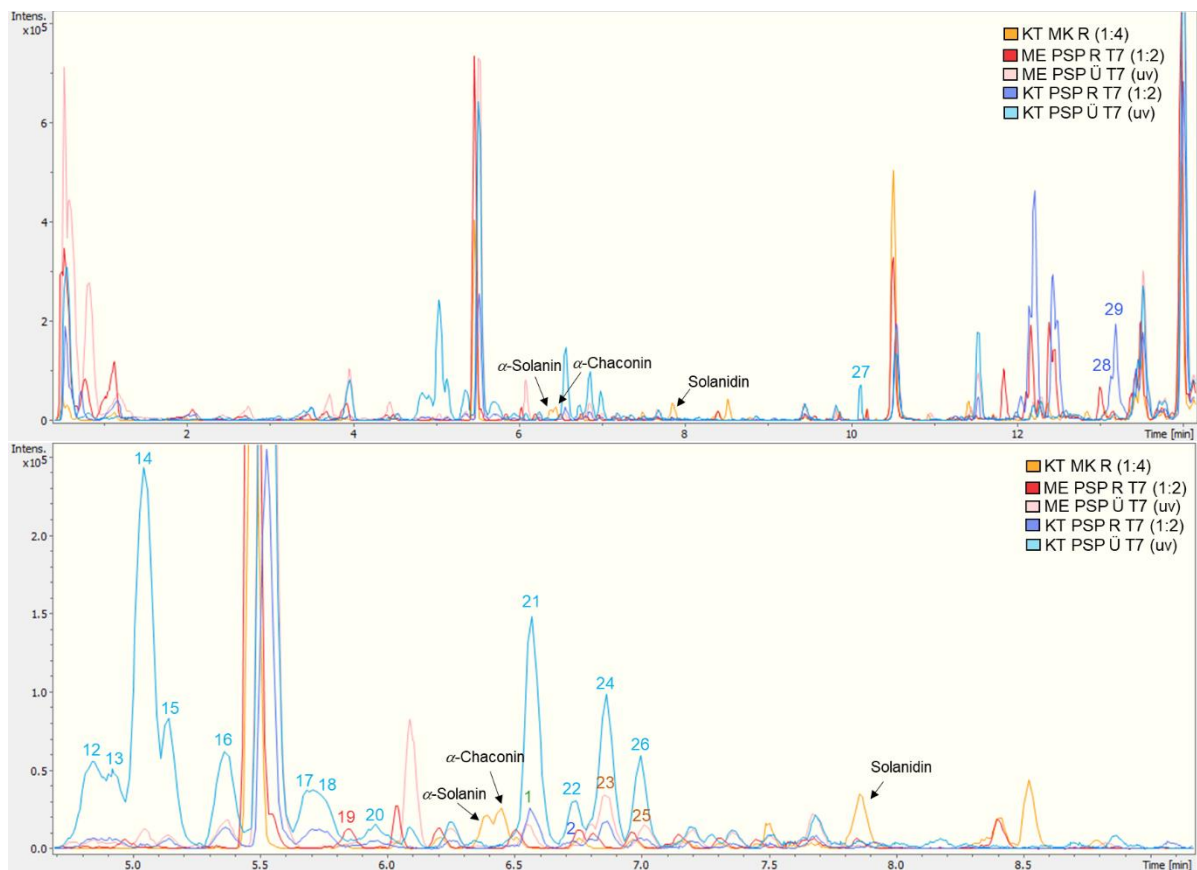 Intens.
x10⁵
KT MK R (1:4)
ME PSP R T7 (1:2)
ME PSP Ü T7 (uv)
KT PSP R T7 (1:2)
KT PSP Ü T7 (uv)
6
4
2
0
29
28
27
α-Solanin
α-Chaconin
Solanidin
2
4
6
8
10
12
Time [min]
Intens.
x10⁵
KT MK R (1:4)
ME PSP R T7 (1:2)
ME PSP Ü T7 (uv)
KT PSP R T7 (1:2)
KT PSP Ü T7 (uv)
2.0
1.5
1.0
0.5
0.0
14
21
15
24
16
26
12
13
α-Chaconin
Solanidin
17
18
α-Solanin
22
23
1
20
19
2
25
5.0
5.5
6.0
6.5
7.0
7.5
8.0
8.5
Time [min]